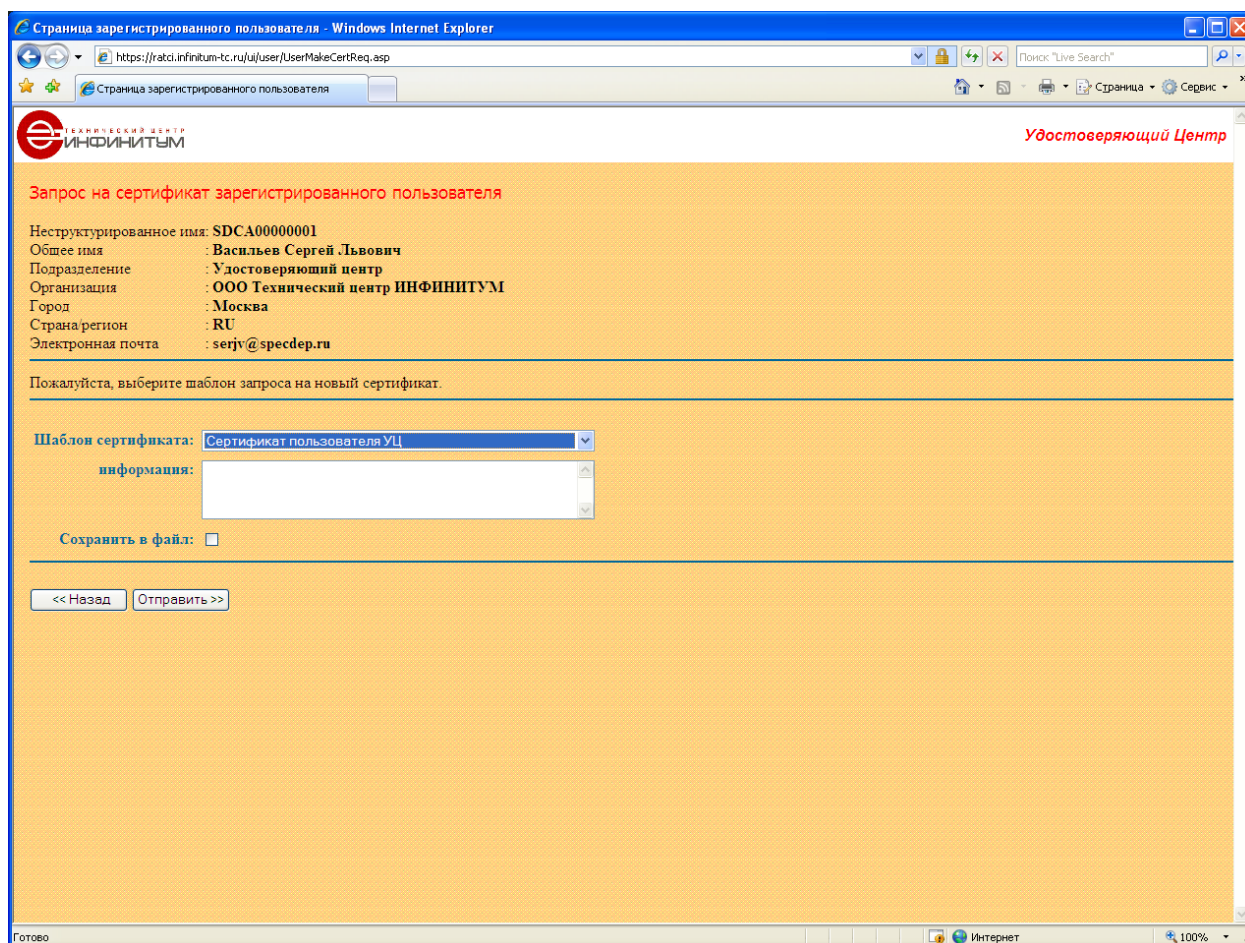 Страница зарегистрированного пользователя - Windows Internet Explorer
https://ratci.infinitum-tc.ru/ui/user/UserMakeCertReq.asp
Поиск "Live Search"
Страница зарегистрированного пользователя
Страница
Сервис
»
ТЕХНИЧЕСКИЙ ЦЕНТР
ИНФИНИТУМ
Удостоверяющий Центр
Запрос на сертификат зарегистрированного пользователя
Неструктурированное имя: SDCA00000001
Общее имя : Васильев Сергей Львович
Подразделение : Удостоверяющий центр
Организация : ООО Технический центр ИНФИНИТУМ
Город : Москва
Страна/регион : RU
Электронная почта : serjv@specdep.ru
Пожалуйста, выберите шаблон запроса на новый сертификат.
Шаблон сертификата: Сертификат пользователя УЦ
информация:
Сохранить в файл:
<< Назад Отправить >>
Готово Интернет 100%